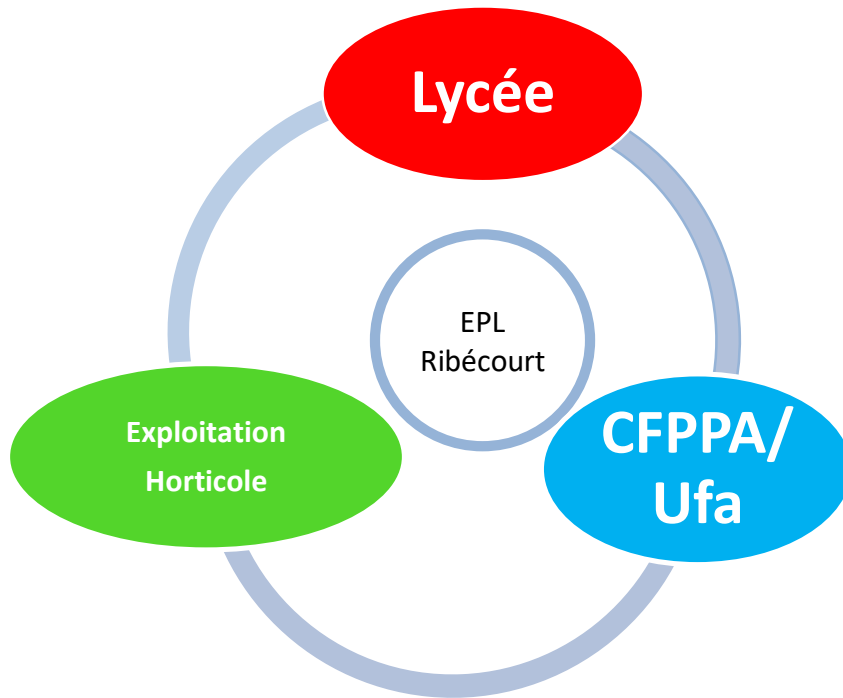 Lycée
EPL
Ribécourt
Exploitation
Horticole
CFPPA/
Ufa